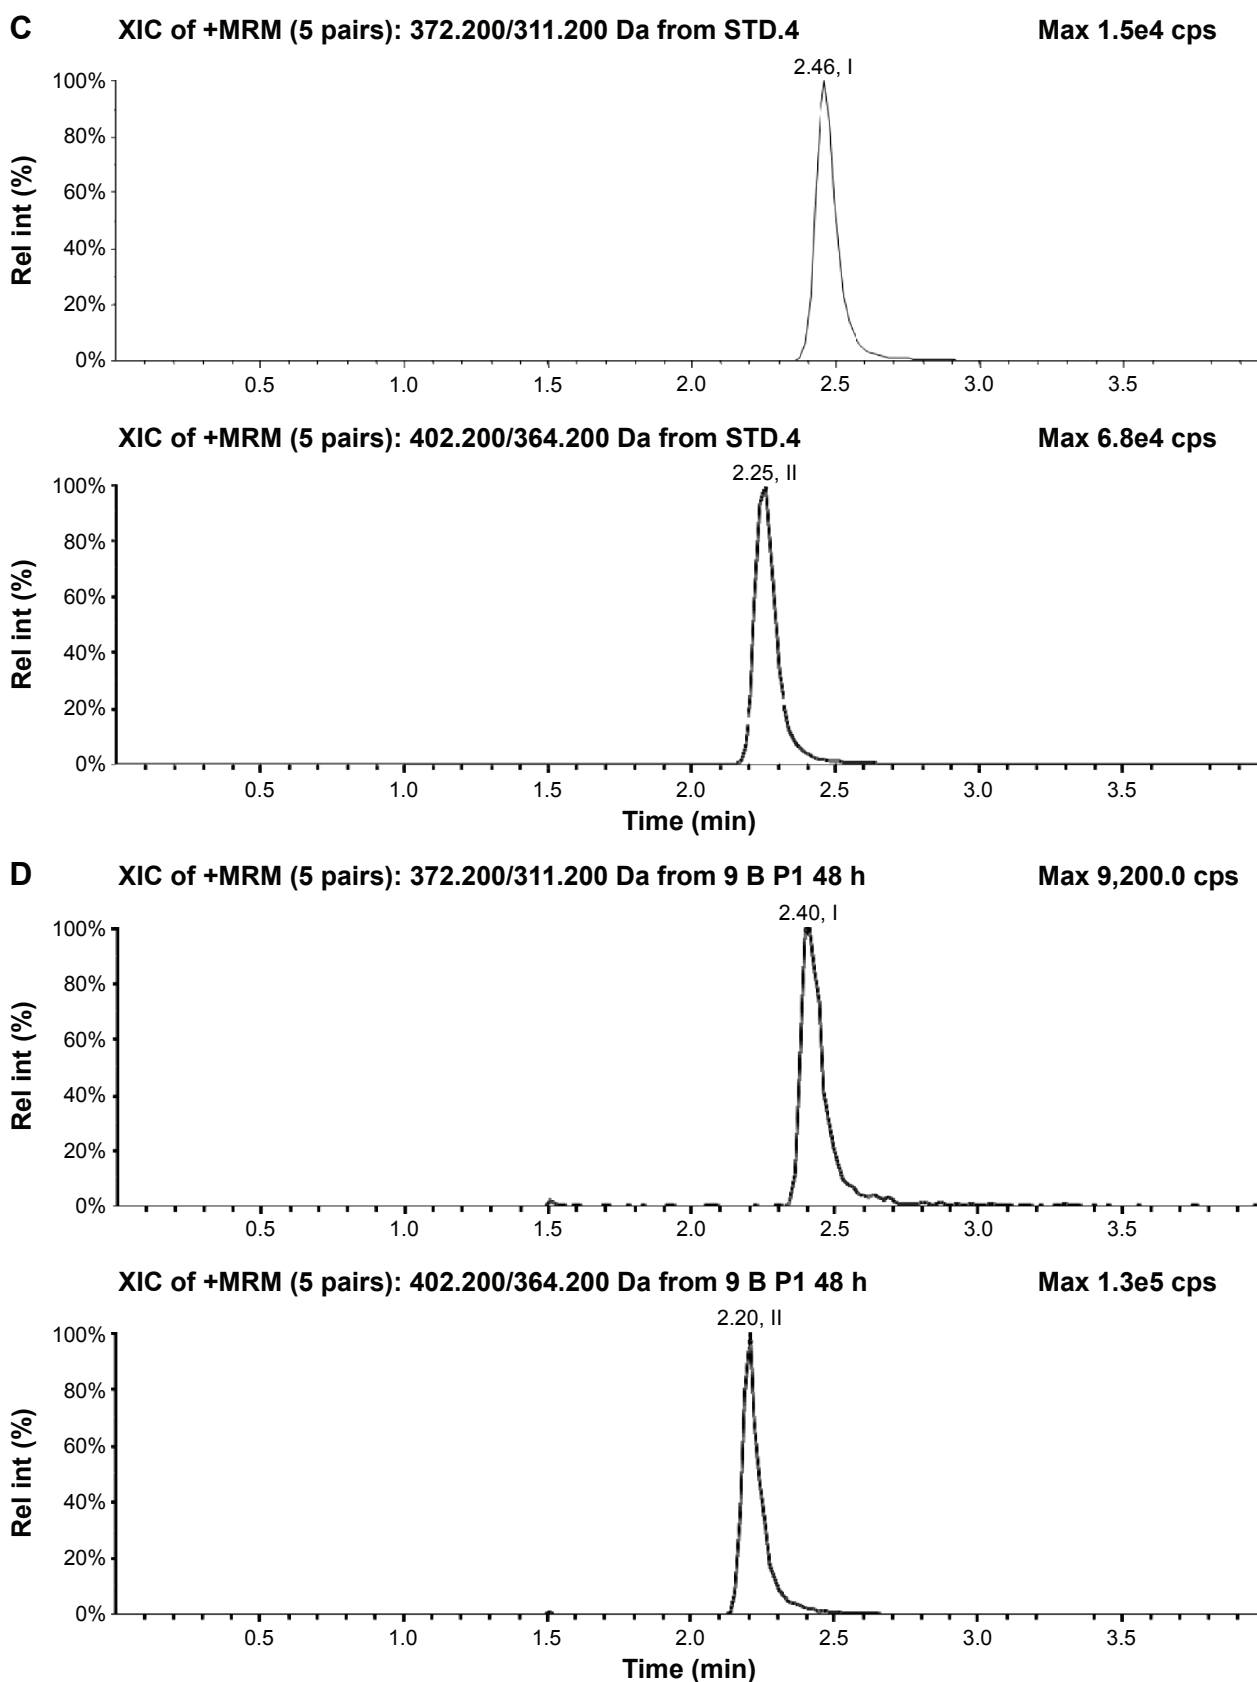 C
XIC of +MRM (5 pairs): 372.200/311.200 Da from STD.4
Max 1.5e4 cps
2.46, I
Rel int (%)
100%
80%
60%
40%
20%
0%
0.5 1.0 1.5 2.0 2.5 3.0 3.5
XIC of +MRM (5 pairs): 402.200/364.200 Da from STD.4
Max 6.8e4 cps
2.25, II
Rel int (%)
100%
80%
60%
40%
20%
0%
0.5 1.0 1.5 2.0 2.5 3.0 3.5
Time (min)
D
XIC of +MRM (5 pairs): 372.200/311.200 Da from 9 B P1 48 h
Max 9,200.0 cps
2.40, I
Rel int (%)
100%
80%
60%
40%
20%
0%
0.5 1.0 1.5 2.0 2.5 3.0 3.5
XIC of +MRM (5 pairs): 402.200/364.200 Da from 9 B P1 48 h
Max 1.3e5 cps
2.20, II
Rel int (%)
100%
80%
60%
40%
20%
0%
0.5 1.0 1.5 2.0 2.5 3.0 3.5
Time (min)